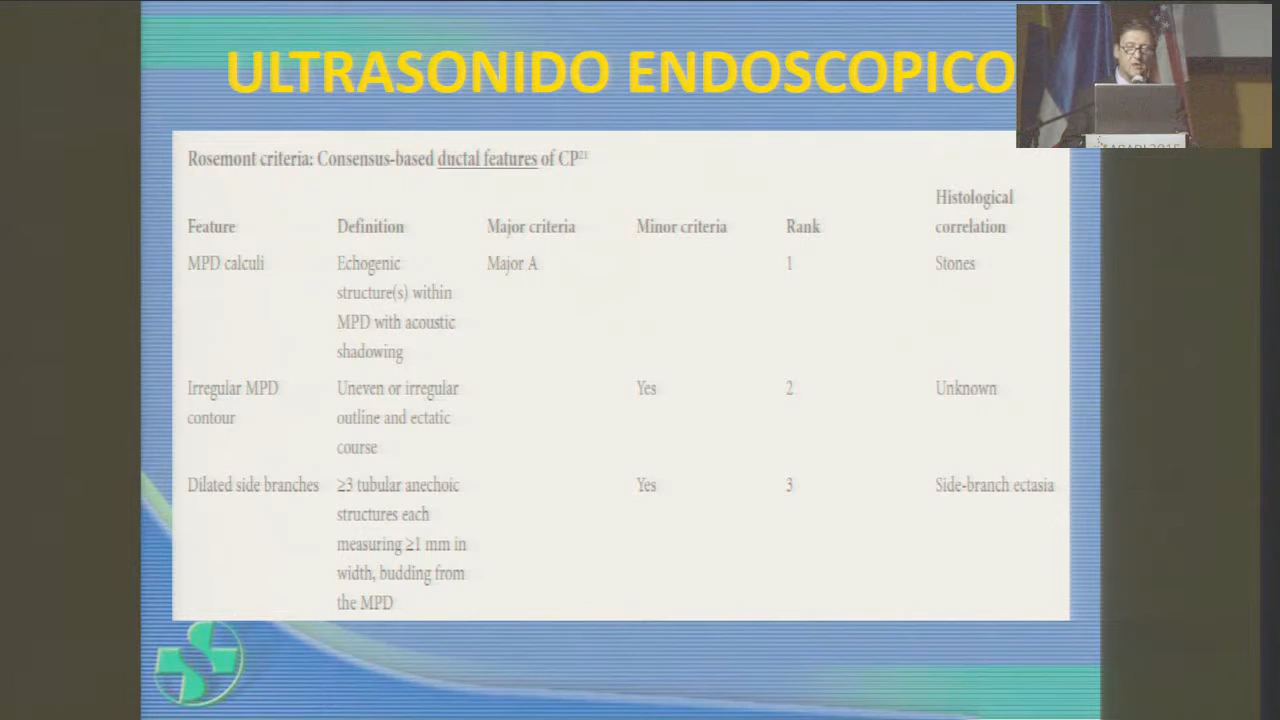 ULTRASONIDO ENDOSCOPICO
Rosemont criteria: Consensus-based ductal features of CP21
Histological
Feature Definition Major criteria Minor criteria Rank correlation
MPD calculi Echogenic Major A 1 Stones
structure(s) within
MPD with acoustic
shadowing
Irregular MPD Uneven or irregular Yes 2 Unknown
contour outline and ectatic
course
Dilated side branches ≥3 tubular anechoic Yes 3 Side-branch ectasia
structures each
measuring ≥1 mm in
width, budding from
the MPD